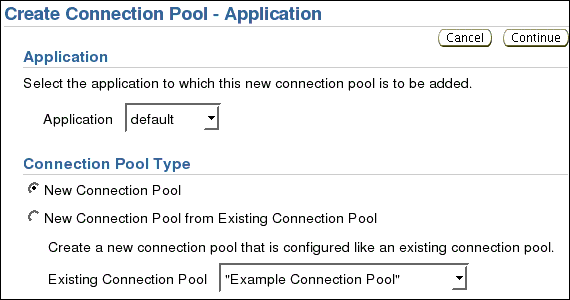 Create Connection Pool - Application
Cancel Continue
Application
Select the application to which this new connection pool is to be added.
Application default
Connection Pool Type
New Connection Pool
New Connection Pool from Existing Connection Pool
Create a new connection pool that is configured like an existing connection pool.
Existing Connection Pool "Example Connection Pool"